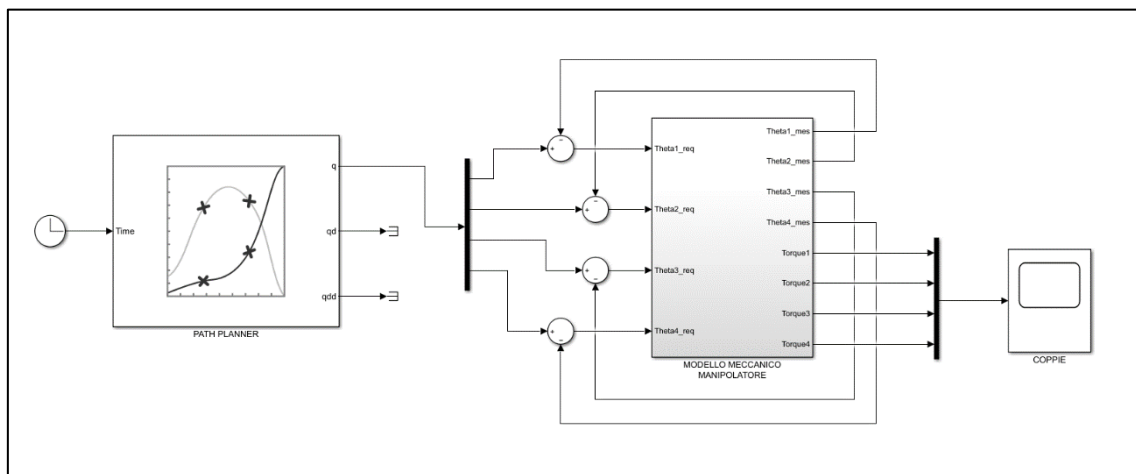 Time
q
qd
qdd
PATH PLANNER
+
-
+
-
+
-
+
-
Theta1_req
Theta2_req
Theta3_req
Theta4_req
Theta1_mes
Theta2_mes
Theta3_mes
Theta4_mes
Torque1
Torque2
Torque3
Torque4
MODELLO MECCANICO
MANIPOLATORE
COPPIE